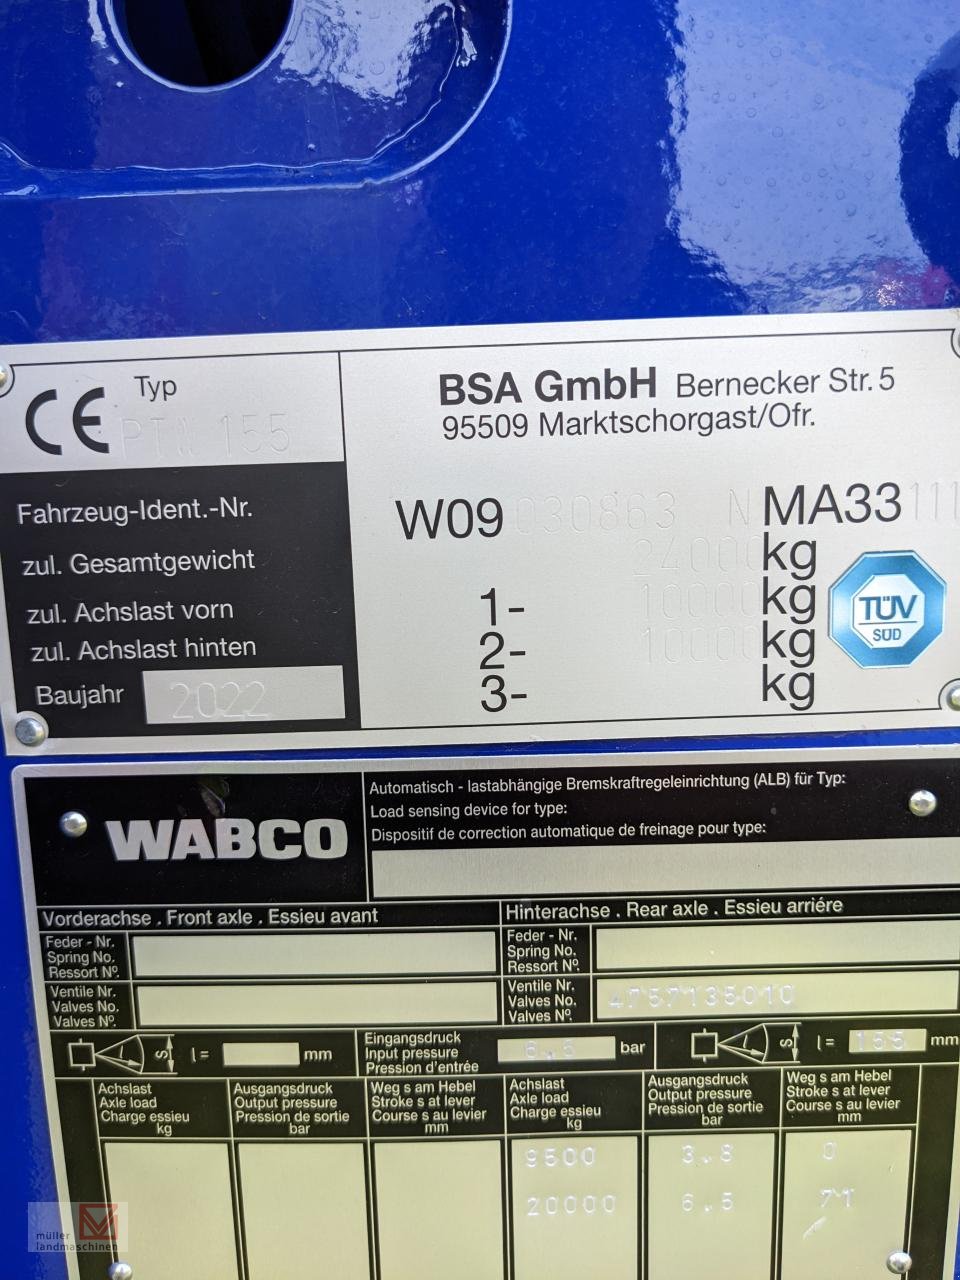 CE Typ
PTW 155
BSA GmbH Bernecker Str. 5
95509 Marktschorgast/Ofr.
Fahrzeug-Ident.-Nr. W09 030863 N MA33
zul. Gesamtgewicht 24000 kg
zul. Achslast vorn 1- 10000 kg
zul. Achslast hinten 2- 10000 kg
3- kg
Baujahr 2022
TÜV
SÜD
WABCO
Automatisch - lastabhängige Bremskraftregeleinrichtung (ALB) für Typ:
Load sensing device for type:
Dispositif de correction automatique de freinage pour type:
Vorderachse . Front axle . Essieu avant
Hinterachse . Rear axle . Essieu arriére
Feder - Nr.
Spring No.
Ressort Nº.
Feder - Nr.
Spring No.
Ressort Nº.
Ventile Nr.
Valves No.
Valves Nº.
Ventile Nr.
Valves No.
Valves Nº.
4757135010
l s l = mm
Eingangsdruck
Input pressure
Pression d'entrée
6.5 bar
l s l = 155 mm
Achslast
Axle load
Charge essieu
kg
Ausgangsdruck
Output pressure
Pression de sortie
bar
Weg s am Hebel
Stroke s at lever
Course s au levier
mm
Achslast
Axle load
Charge essieu
kg
Ausgangsdruck
Output pressure
Pression de sortie
bar
Weg s am Hebel
Stroke s at lever
Course s au levier
mm
9500 3.8 0
20000 6.5 71
müller
landmaschinen